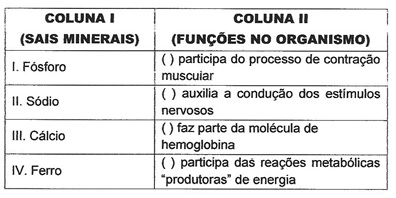 COLUNA I
(SAIS MINERAIS)
COLUNA II
(FUNÇÕES NO ORGANISMO)
I. Fósforo
( ) participa do processo de contração
muscular
II. Sódio
( ) auxilia a condução dos estímulos
nervosos
III. Cálcio
( ) faz parte da molécula de
hemoglobina
IV. Ferro
( ) participa das reações metabólicas
"produtoras" de energia